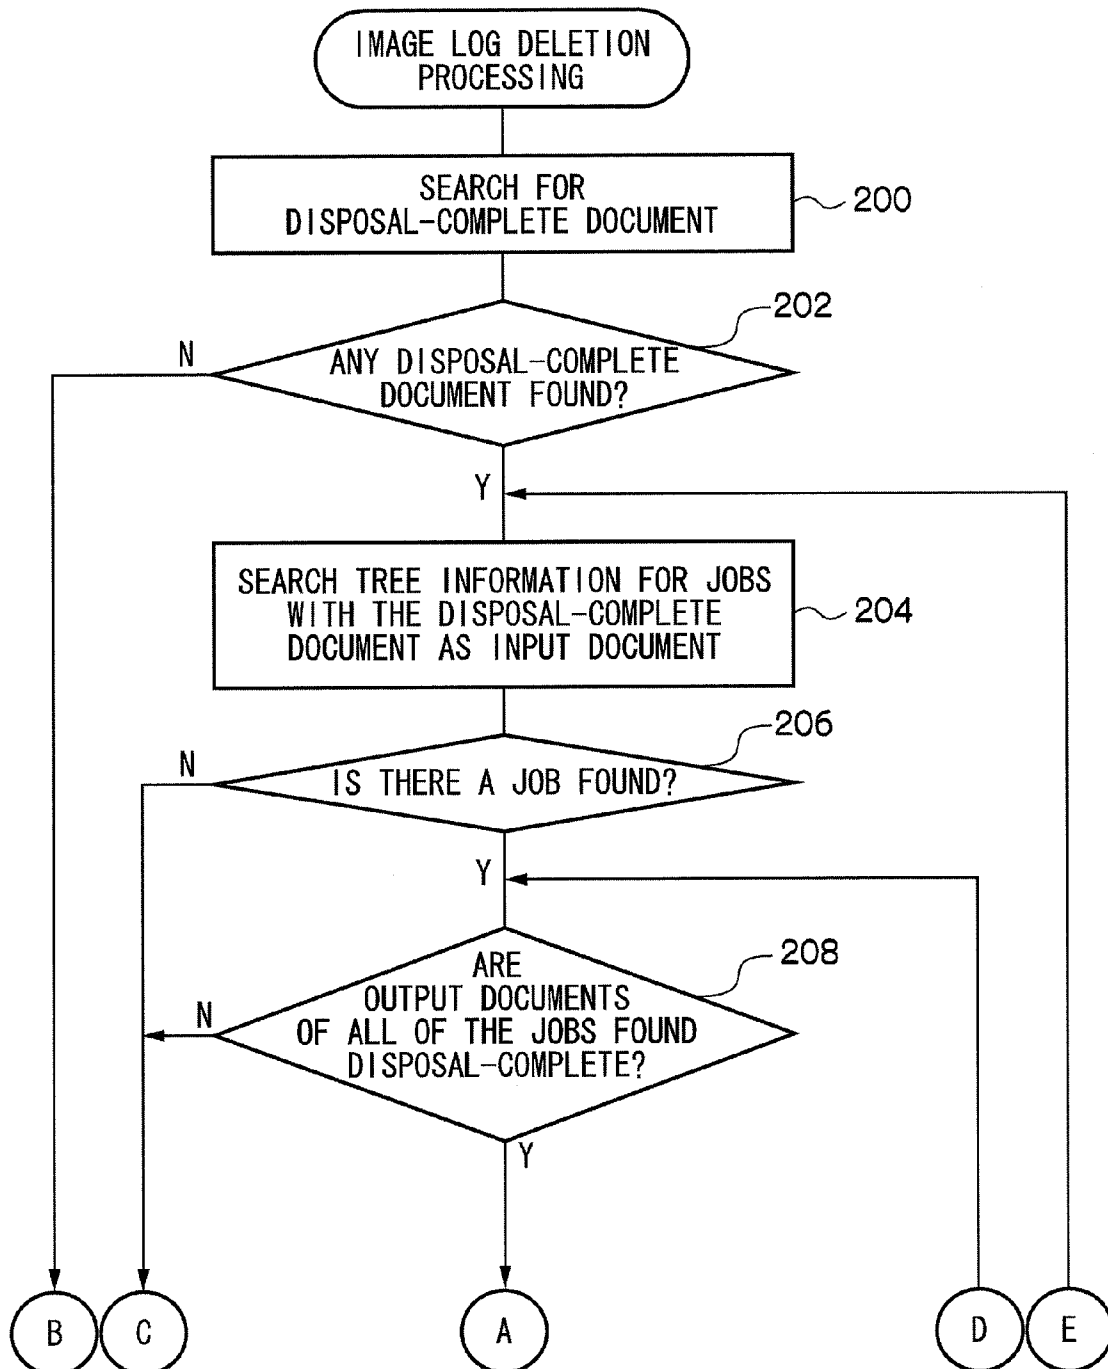 IMAGE LOG DELETION
PROCESSING
SEARCH FOR
DISPOSAL-COMPLETE DOCUMENT
200
202
N
ANY DISPOSAL-COMPLETE
DOCUMENT FOUND?
Y
SEARCH TREE INFORMATION FOR JOBS
WITH THE DISPOSAL-COMPLETE
DOCUMENT AS INPUT DOCUMENT
204
206
N
IS THERE A JOB FOUND?
Y
208
ARE
OUTPUT DOCUMENTS
OF ALL OF THE JOBS FOUND
DISPOSAL-COMPLETE?
N
Y
B
C
A
D
E